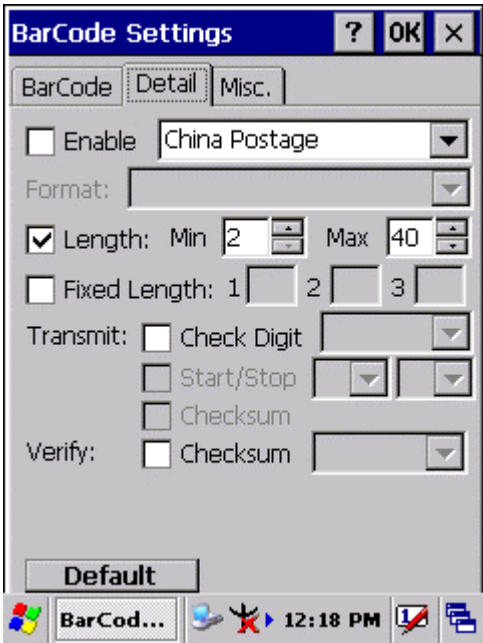 BarCode Settings ? OK ×
BarCode Detail Misc.
Enable China Postage
Format:
Length: Min 2 Max 40
Fixed Length: 1 2 3
Transmit: Check Digit
Start/Stop
Checksum
Verify: Checksum
Default
BarCod... 12:18 PM 1